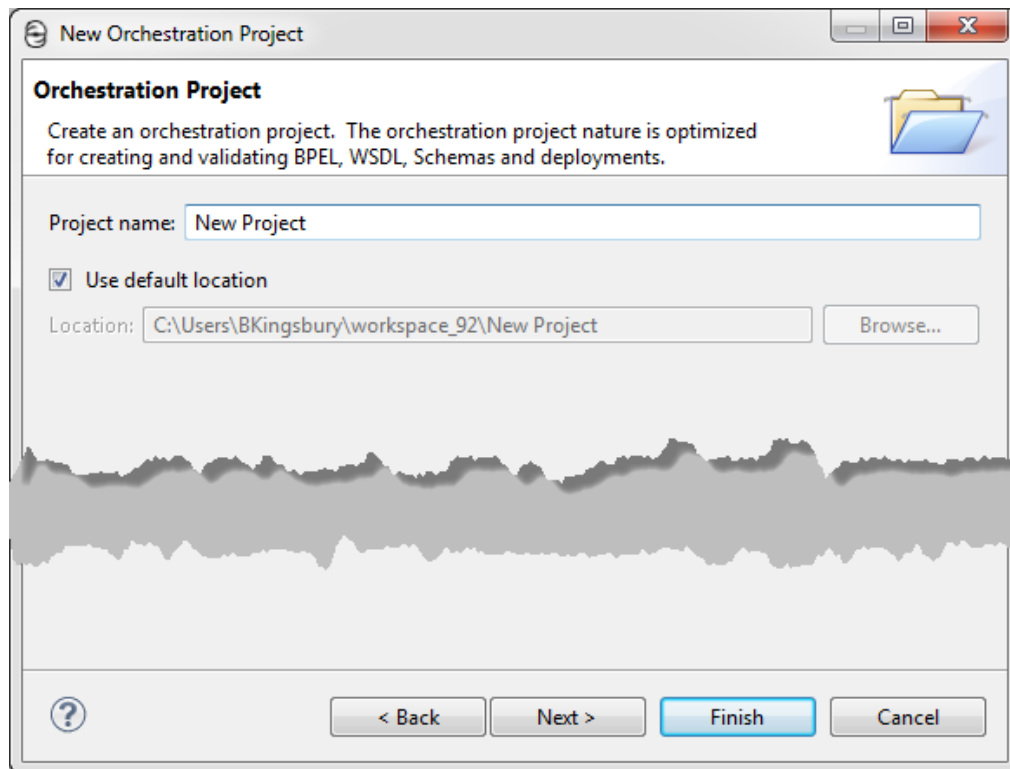 New Orchestration Project
Orchestration Project
Create an orchestration project.  The orchestration project nature is optimized
for creating and validating BPEL, WSDL, Schemas and deployments.
Project name: New Project
Use default location
Location: C:\Users\BKingsbury\workspace_92\New Project Browse...
? < Back Next > Finish Cancel